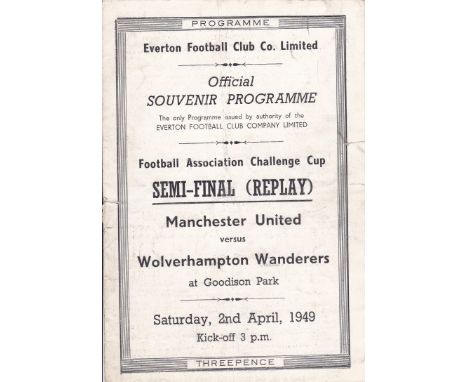 PROGRAMME
Everton Football Club Co. Limited
Official
SOUVENIR PROGRAMME
The only Programme issued by authority of the
EVERTON FOOTBALL CLUB COMPANY LIMITED
Football Association Challenge Cup
SEMI-FINAL (REPLAY)
Manchester United
versus
Wolverhampton Wanderers
at Goodison Park
Saturday, 2nd April, 1949
Kick-off 3 p.m.
THREEPENCE